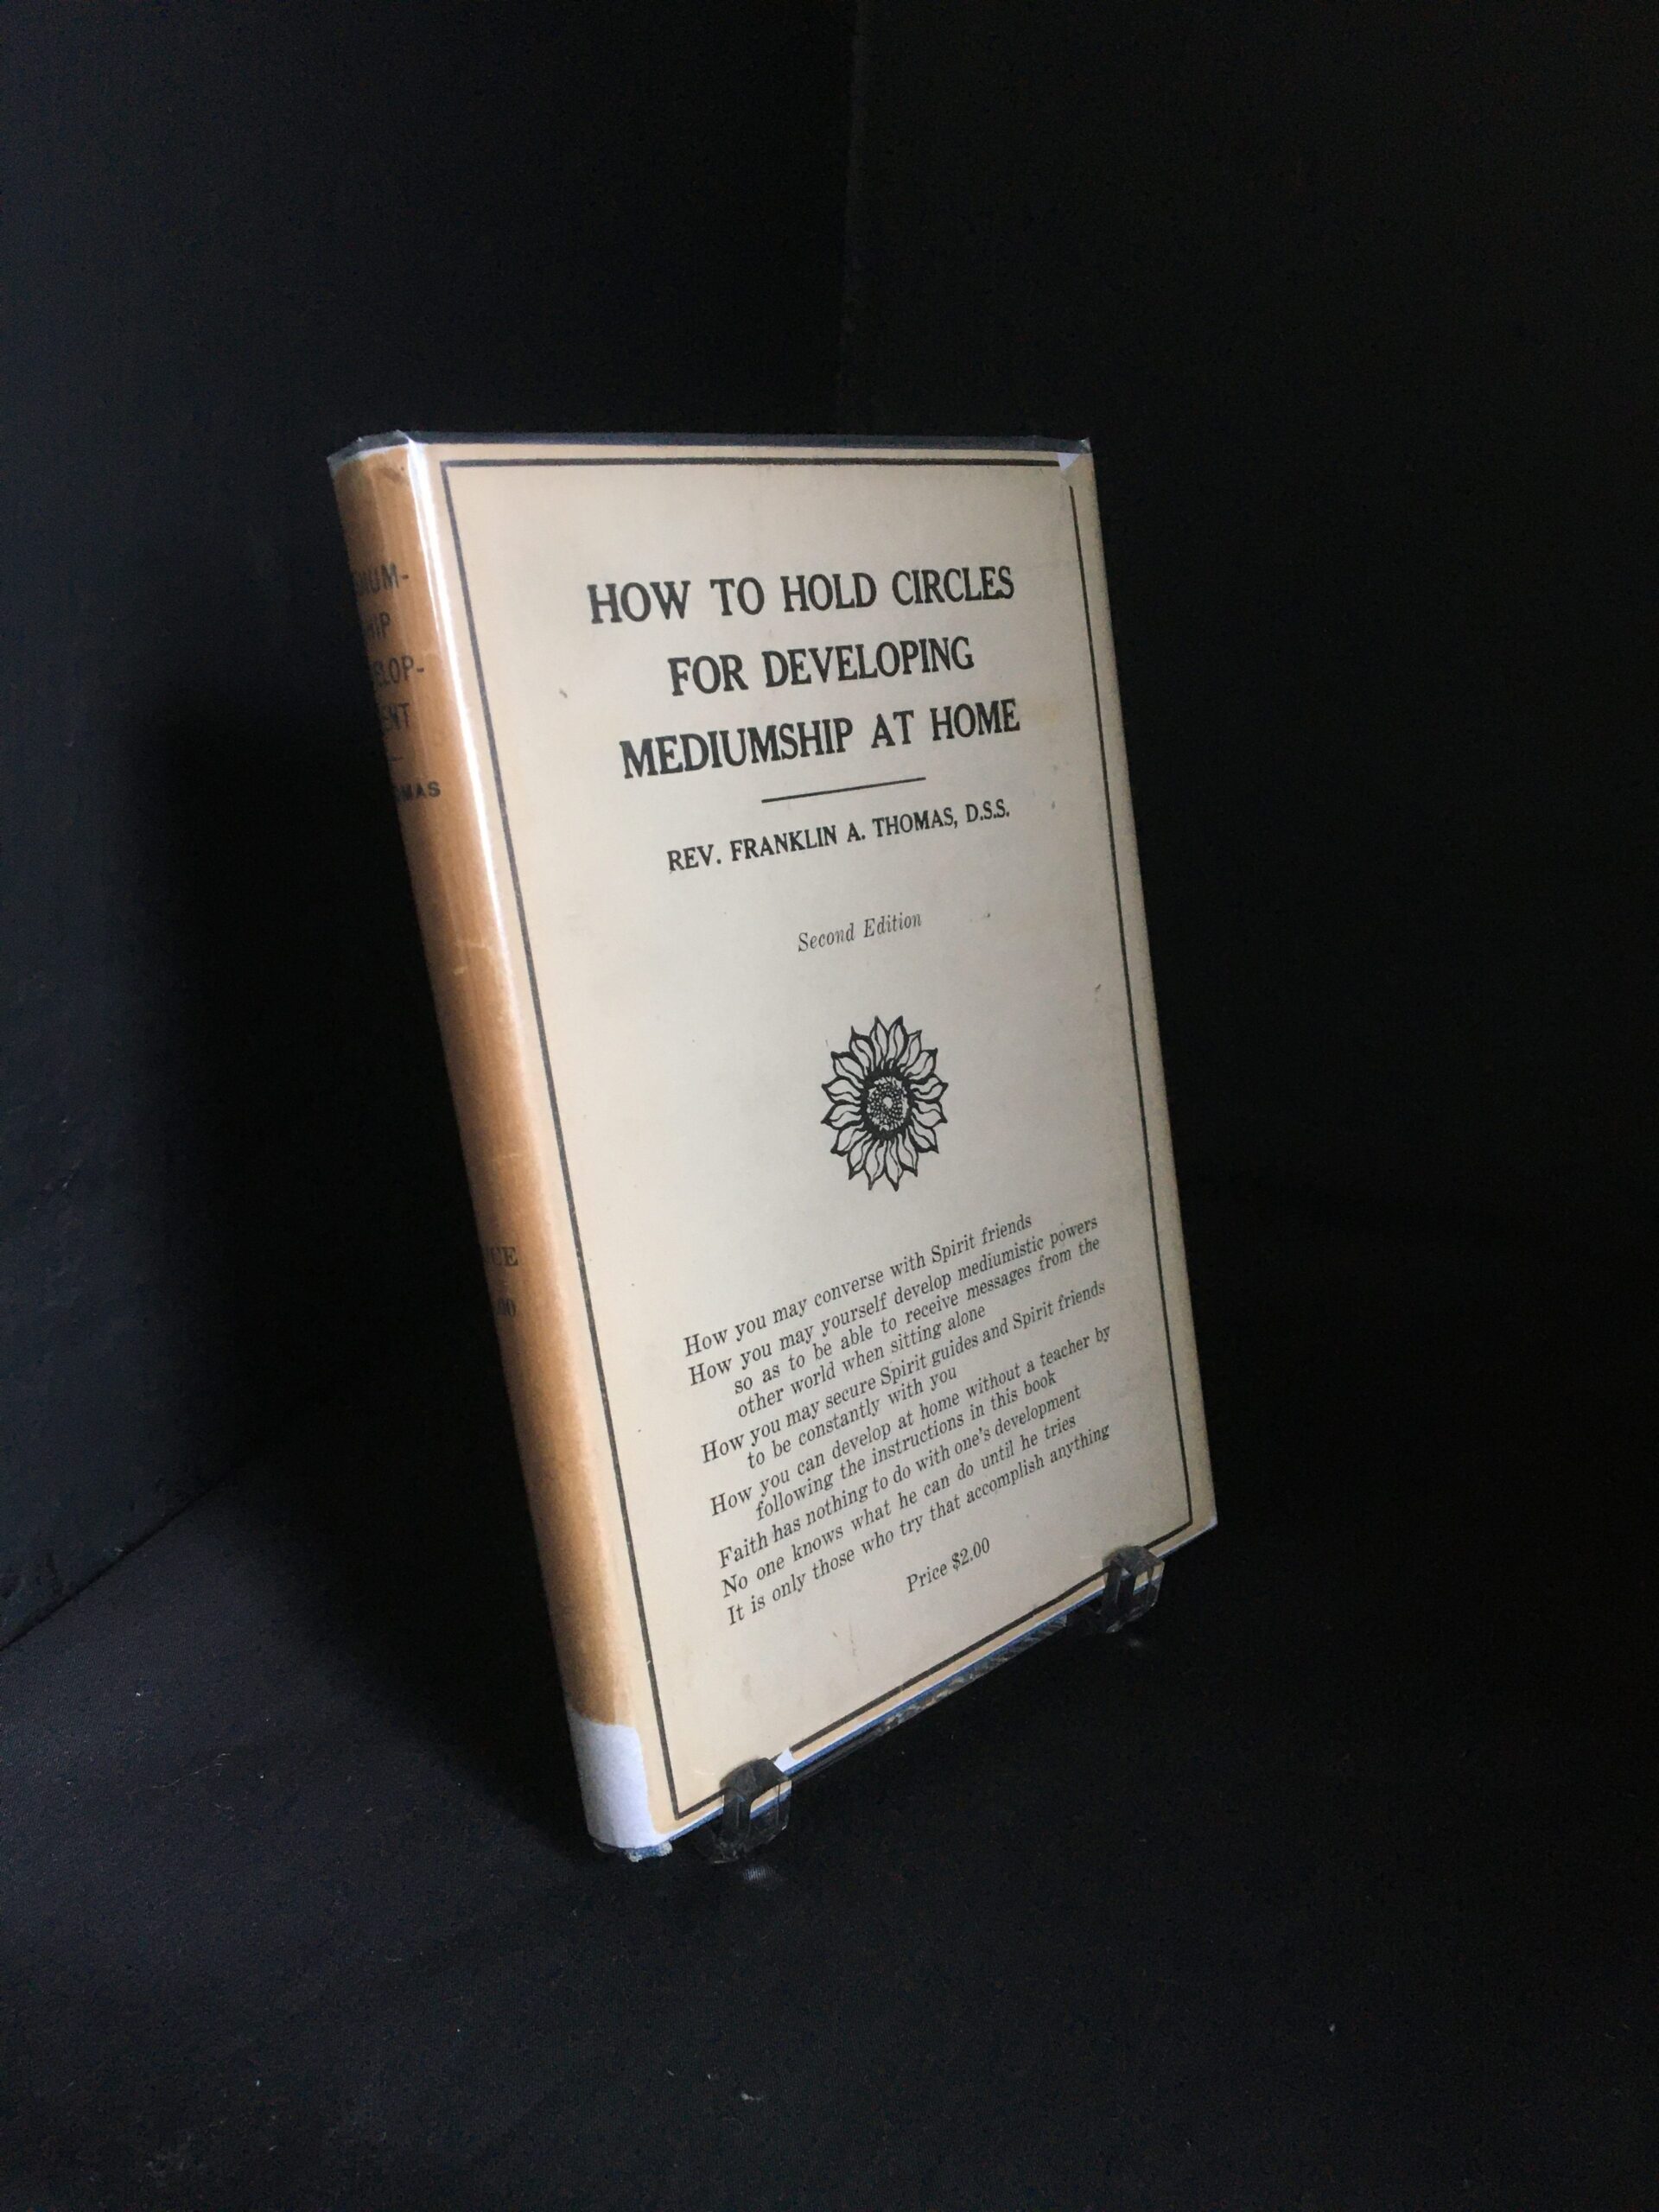 HOW TO HOLD CIRCLES
FOR DEVELOPING
MEDIUMSHIP AT HOME
REV. FRANKLIN A. THOMAS, D.S.S.
Second Edition
How you may converse with Spirit friends
How you may yourself develop mediumistic powers
so as to be able to receive messages from the
other world when sitting alone
How you may secure Spirit guides and Spirit friends
to be constantly with you
How you can develop at home without a teacher by
following the instructions in this book
Faith has nothing to do with one's development
No one knows what he can do until he tries
It is only those who try that accomplish anything
Price $2.00